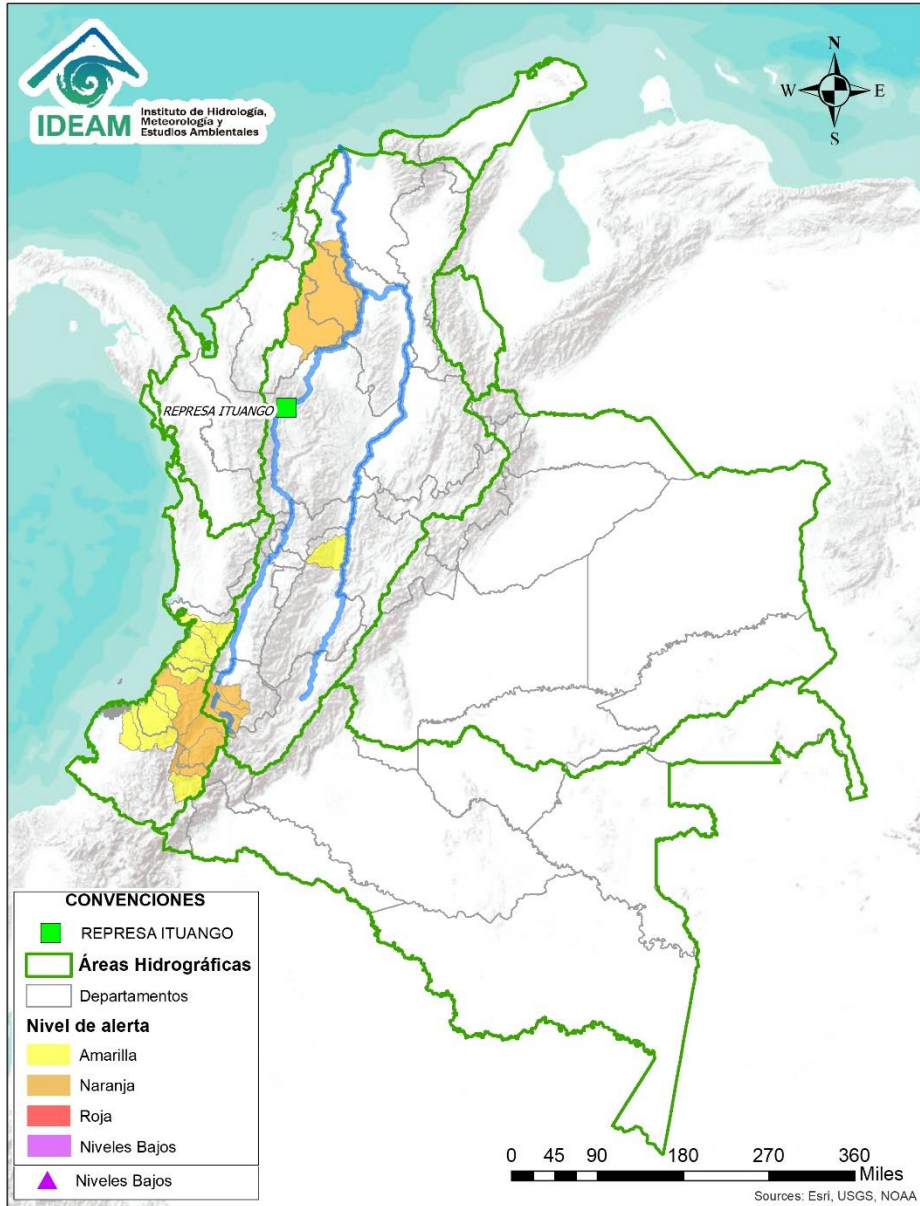 IDEAM
Instituto de Hidrología,
Meteorología y
Estudios Ambientales
N
W
E
S
REPRESA ITUANGO
CONVENCIONES
REPRESA ITUANGO
Áreas Hidrográficas
Departamentos
Nivel de alerta
Amarilla
Naranja
Roja
Niveles Bajos
Niveles Bajos
0 45 90 180 270 360
Miles
Sources: Esri, USGS, NOAA